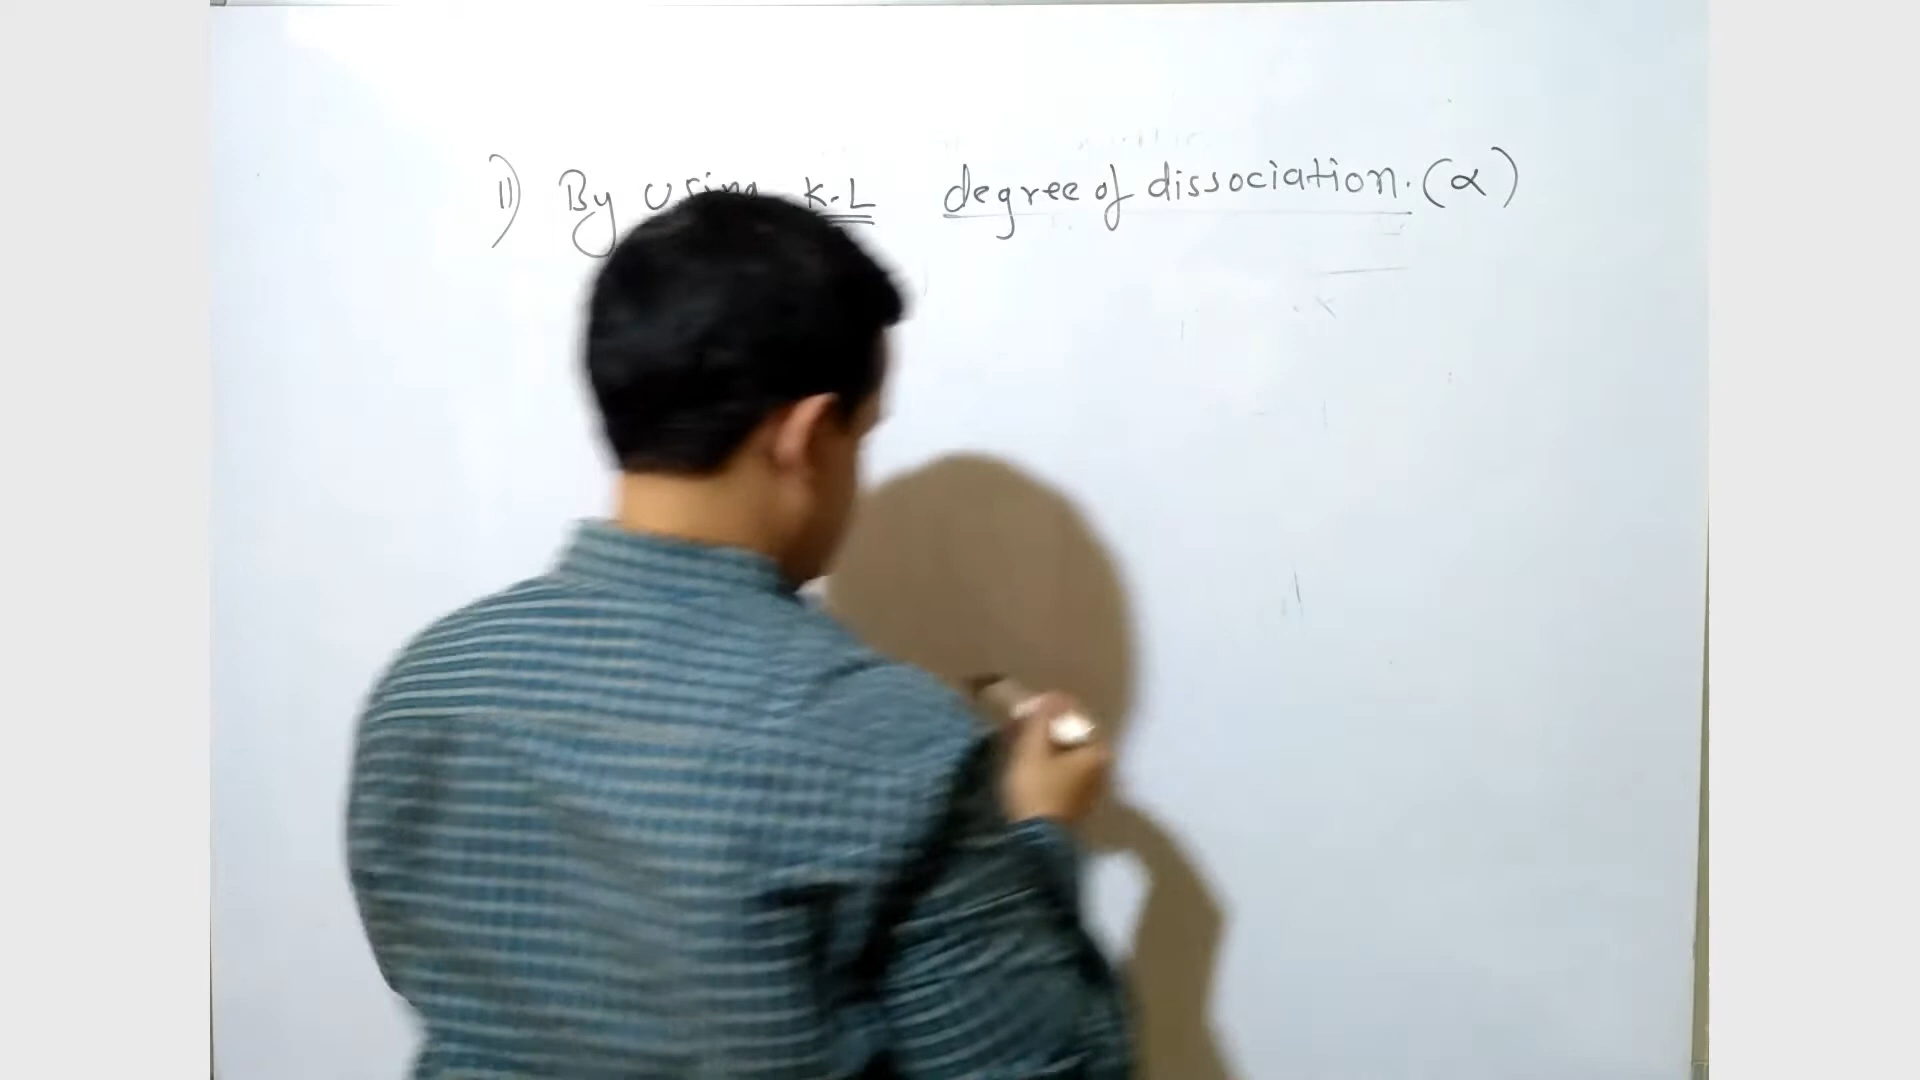 11) By using K.L degree of dissociation. (α)